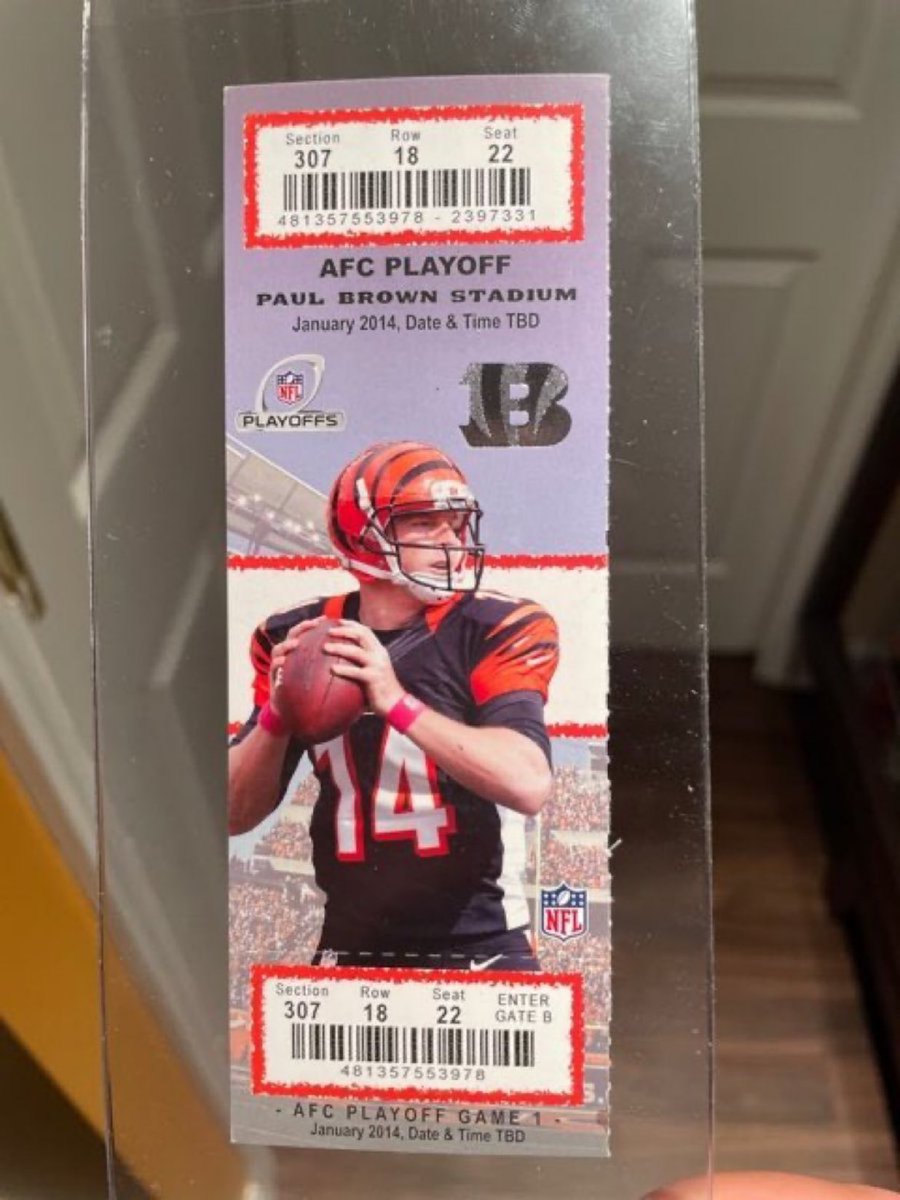 Section Row Seat
307 18 22
481357553978 - 2397331
AFC PLAYOFF
PAUL BROWN STADIUM
January 2014, Date & Time TBD
NFL
PLAYOFFS
B
14
NFL
Section Row Seat ENTER
307 18 22 GATE B
481357553978
- AFC PLAYOFF GAME 1 -
January 2014, Date & Time TBD